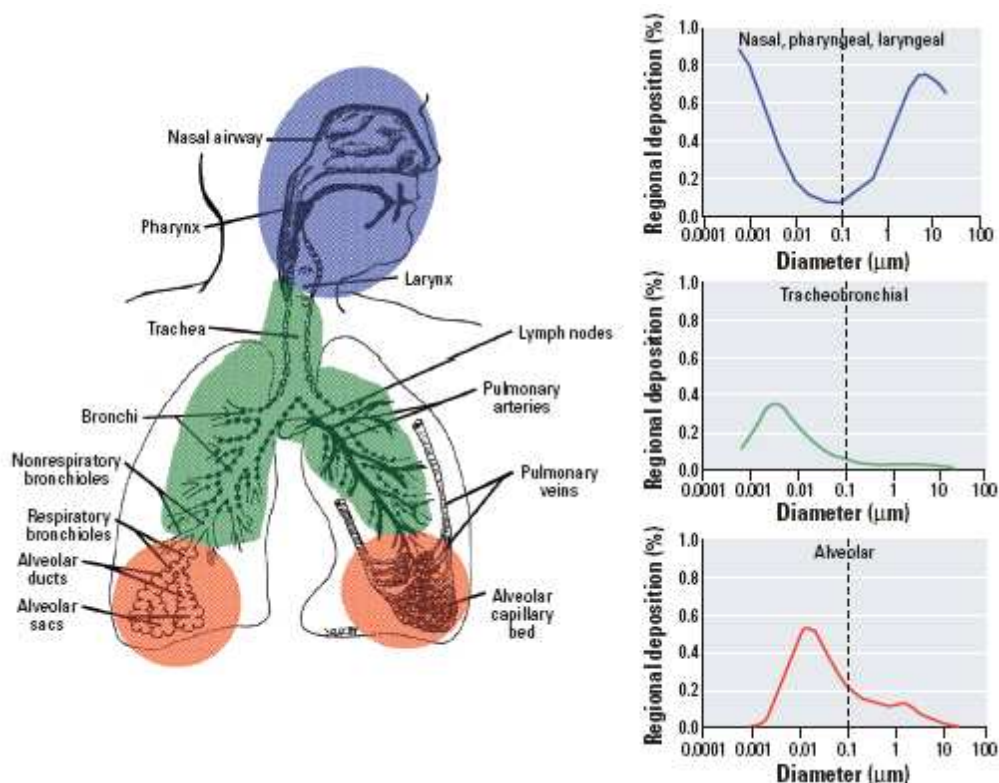 Nasal airway
Pharynx
Larynx
Trachea
Lymph nodes
Pulmonary
arteries
Bronchi
Nonrespiratory
bronchioles
Pulmonary
veins
Respiratory
bronchioles
Alveolar
ducts
Alveolar
sacs
Alveolar
capillary
bed
Regional deposition (%)
Nasal, pharyngeal, laryngeal
1.0
0.8
0.6
0.4
0.2
0.0
0.0001 0.001 0.01 0.1 1 10 100
Diameter (μm)
Regional deposition (%)
Tracheobronchial
1.0
0.8
0.6
0.4
0.2
0.0
0.0001 0.001 0.01 0.1 1 10 100
Diameter (μm)
Regional deposition (%)
Alveolar
1.0
0.8
0.6
0.4
0.2
0.0
0.0001 0.001 0.01 0.1 1 10 100
Diameter (μm)